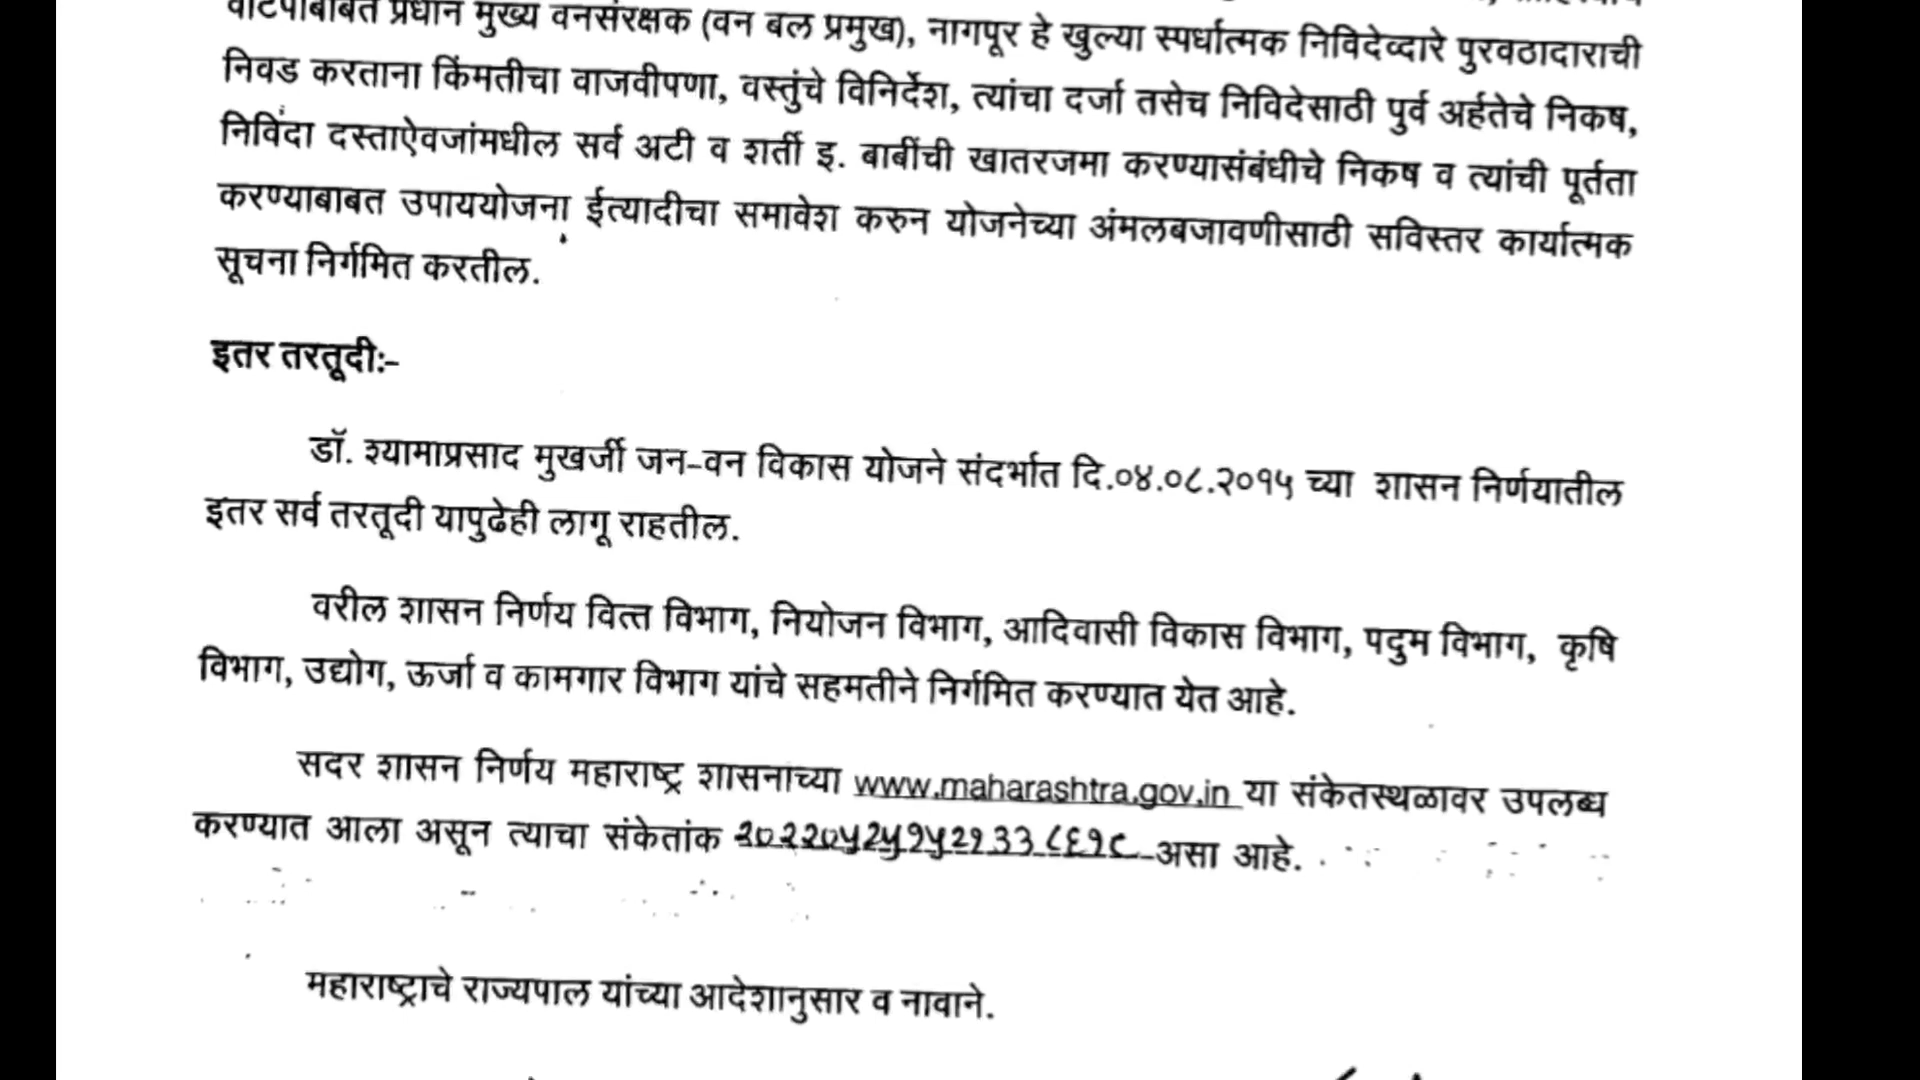 वाटपाबाबत प्रधान मुख्य वनसंरक्षक (वन बल प्रमुख), नागपूर हे खुल्या स्पर्धात्मक निविदेव्दारे पुरवठादाराची
निवड करताना किंमतीचा वाजवीपणा, वस्तुंचे विनिर्देश, त्यांचा दर्जा तसेच निविदेसाठी पुर्व अर्हतेचे निकष,
निविदा दस्ताऐवजांमधील सर्व अटी व शर्ती इ. बाबींची खातरजमा करण्यासंबंधीचे निकष व त्यांची पूर्तता
करण्याबाबत उपाययोजना ईत्यादीचा समावेश करुन योजनेच्या अंमलबजावणीसाठी सविस्तर कार्यात्मक
सूचना निर्गमित करतील.
इतर तरतूदी:-
डॉ. श्यामाप्रसाद मुखर्जी जन-वन विकास योजने संदर्भात दि.०४.०८.२०१५ च्या शासन निर्णयातील
इतर सर्व तरतूदी यापुढेही लागू राहतील.
वरील शासन निर्णय वित्त विभाग, नियोजन विभाग, आदिवासी विकास विभाग, पदुम विभाग, कृषि
विभाग, उद्योग, ऊर्जा व कामगार विभाग यांचे सहमतीने निर्गमित करण्यात येत आहे.
सदर शासन निर्णय महाराष्ट्र शासनाच्या www.maharashtra.gov.in या संकेतस्थळावर उपलब्ध
करण्यात आला असून त्याचा संकेतांक २०२२०५२५१५२१३३८६१८ असा आहे.
महाराष्ट्राचे राज्यपाल यांच्या आदेशानुसार व नावाने.